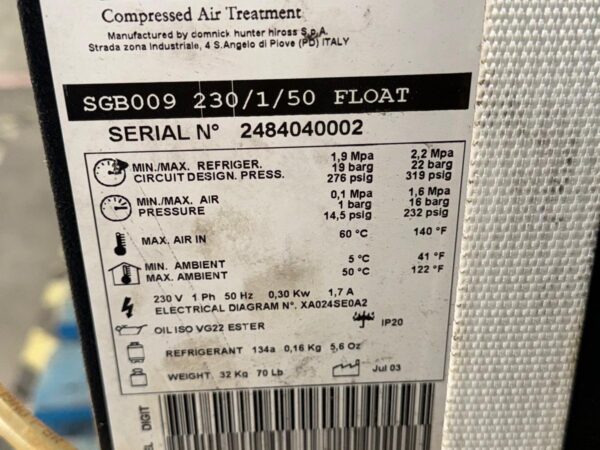 Compressed Air Treatment
Manufactured by domnick hunter hiross S.p.A.
Strada zona Industriale, 4 S.Angelo di Piove (PD) ITALY
SGB009 230/1/50 FLOAT
SERIAL N° 2484040002
MIN./MAX. REFRIGER. CIRCUIT DESIGN. PRESS.
1,9 Mpa 2,2 Mpa
19 barg 22 barg
276 psig 319 psig
MIN./MAX. AIR PRESSURE
0,1 Mpa 1,6 Mpa
1 barg 16 barg
14,5 psig 232 psig
MAX. AIR IN 60 °C 140 °F
MIN. AMBIENT 5 °C 41 °F
MAX. AMBIENT 50 °C 122 °F
230 V 1 Ph 50 Hz 0,30 Kw 1,7 A
ELECTRICAL DIAGRAM N°. XA024SE0A2
OIL ISO VG22 ESTER IP20
REFRIGERANT 134a 0,16 Kg 5,6 Oz
WEIGHT 32 Kg 70 Lb Jul 03
DIGIT